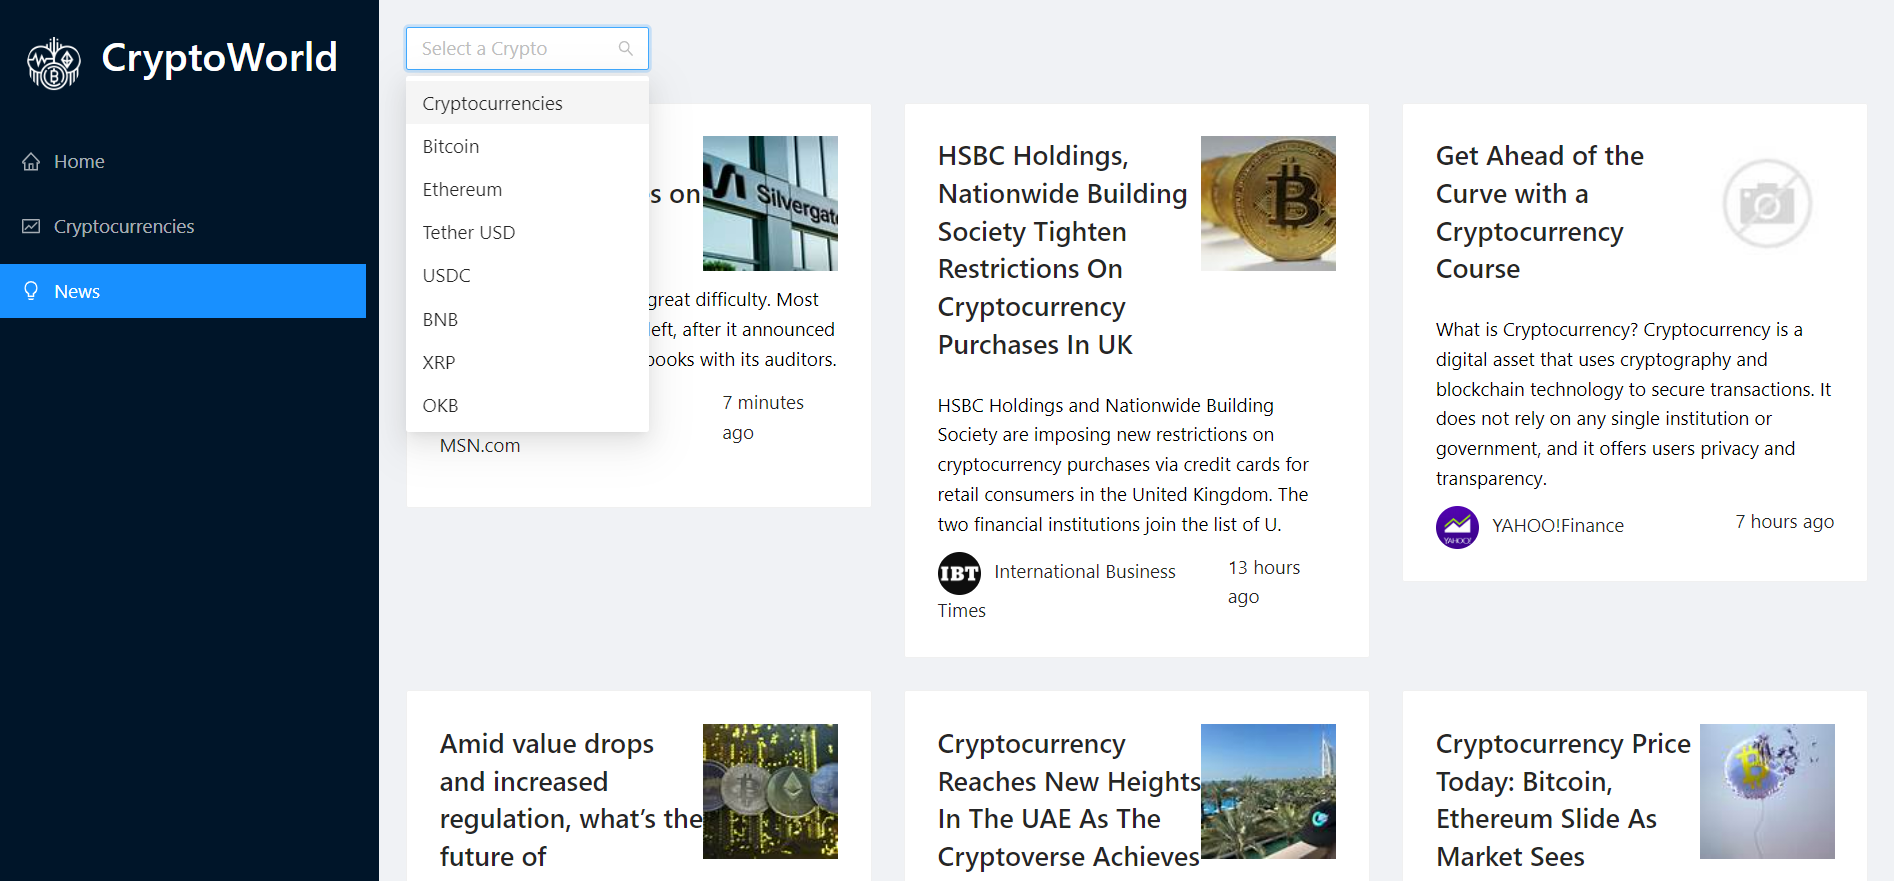 CryptoWorld
Home
Cryptocurrencies
News
Select a Crypto
Cryptocurrencies
Bitcoin
Ethereum
Tether USD
USDC
BNB
XRP
OKB
s on
great difficulty. Most
left, after it announced
books with its auditors.
MSN.com
7 minutes
ago
Silvergate
HSBC Holdings,
Nationwide Building
Society Tighten
Restrictions On
Cryptocurrency
Purchases In UK
HSBC Holdings and Nationwide Building
Society are imposing new restrictions on
cryptocurrency purchases via credit cards for
retail consumers in the United Kingdom. The
two financial institutions join the list of U.
IBT
International Business
Times
13 hours
ago
Get Ahead of the
Curve with a
Cryptocurrency
Course
What is Cryptocurrency? Cryptocurrency is a
digital asset that uses cryptography and
blockchain technology to secure transactions. It
does not rely on any single institution or
government, and it offers users privacy and
transparency.
YAHOO!
YAHOO!Finance
7 hours ago
Amid value drops
and increased
regulation, what’s the
future of
Cryptocurrency
Reaches New Heights
In The UAE As The
Cryptoverse Achieves
Cryptocurrency Price
Today: Bitcoin,
Ethereum Slide As
Market Sees